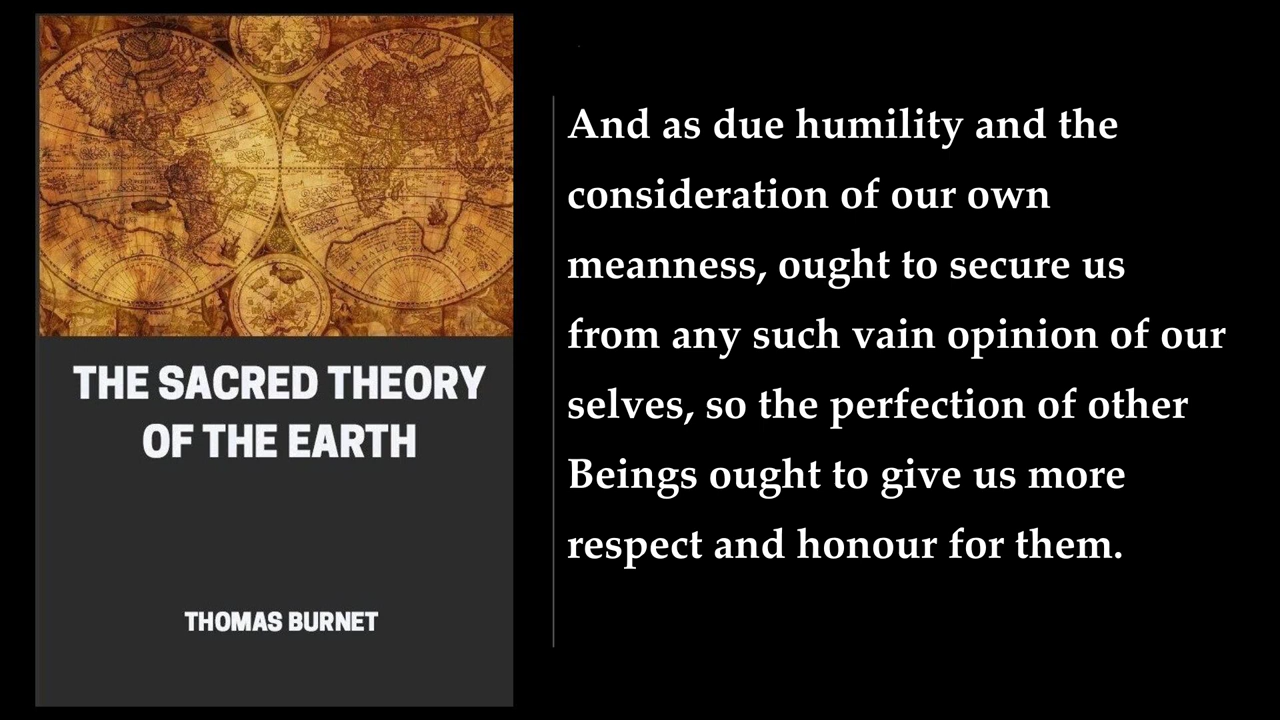 THE SACRED THEORY
OF THE EARTH
THOMAS BURNET
And as due humility and the
consideration of our own
meanness, ought to secure us
from any such vain opinion of our
selves, so the perfection of other
Beings ought to give us more
respect and honour for them.